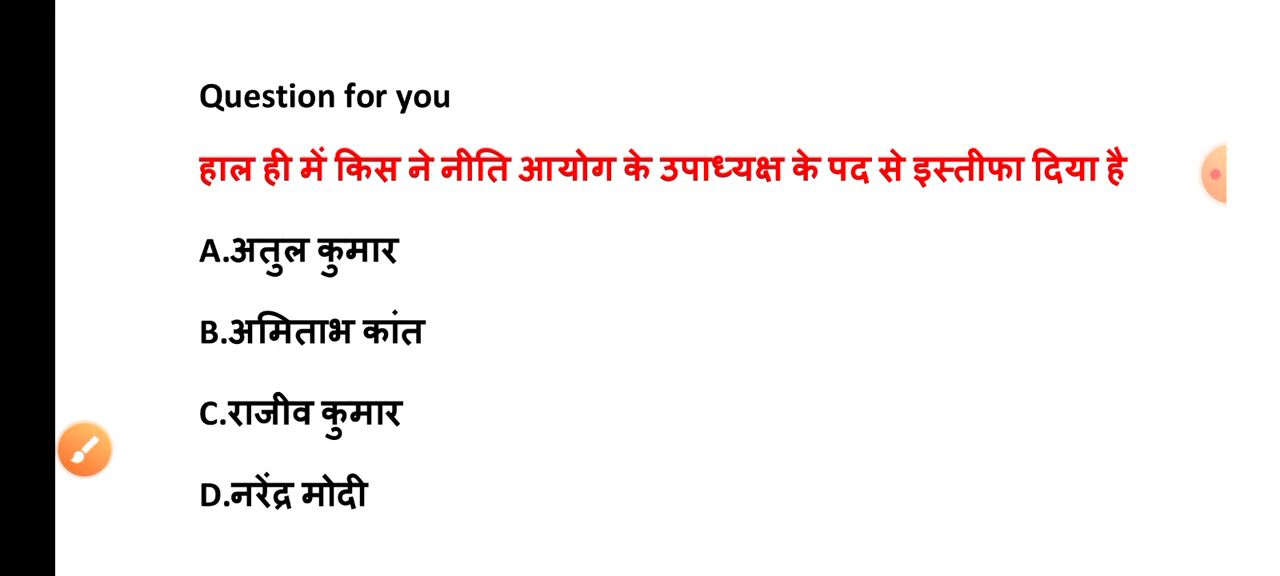 Question for you
हाल ही में किस ने नीति आयोग के उपाध्यक्ष के पद से इस्तीफा दिया है
A.अतुल कुमार
B.अमिताभ कांत
C.राजीव कुमार
D.नरेंद्र मोदी